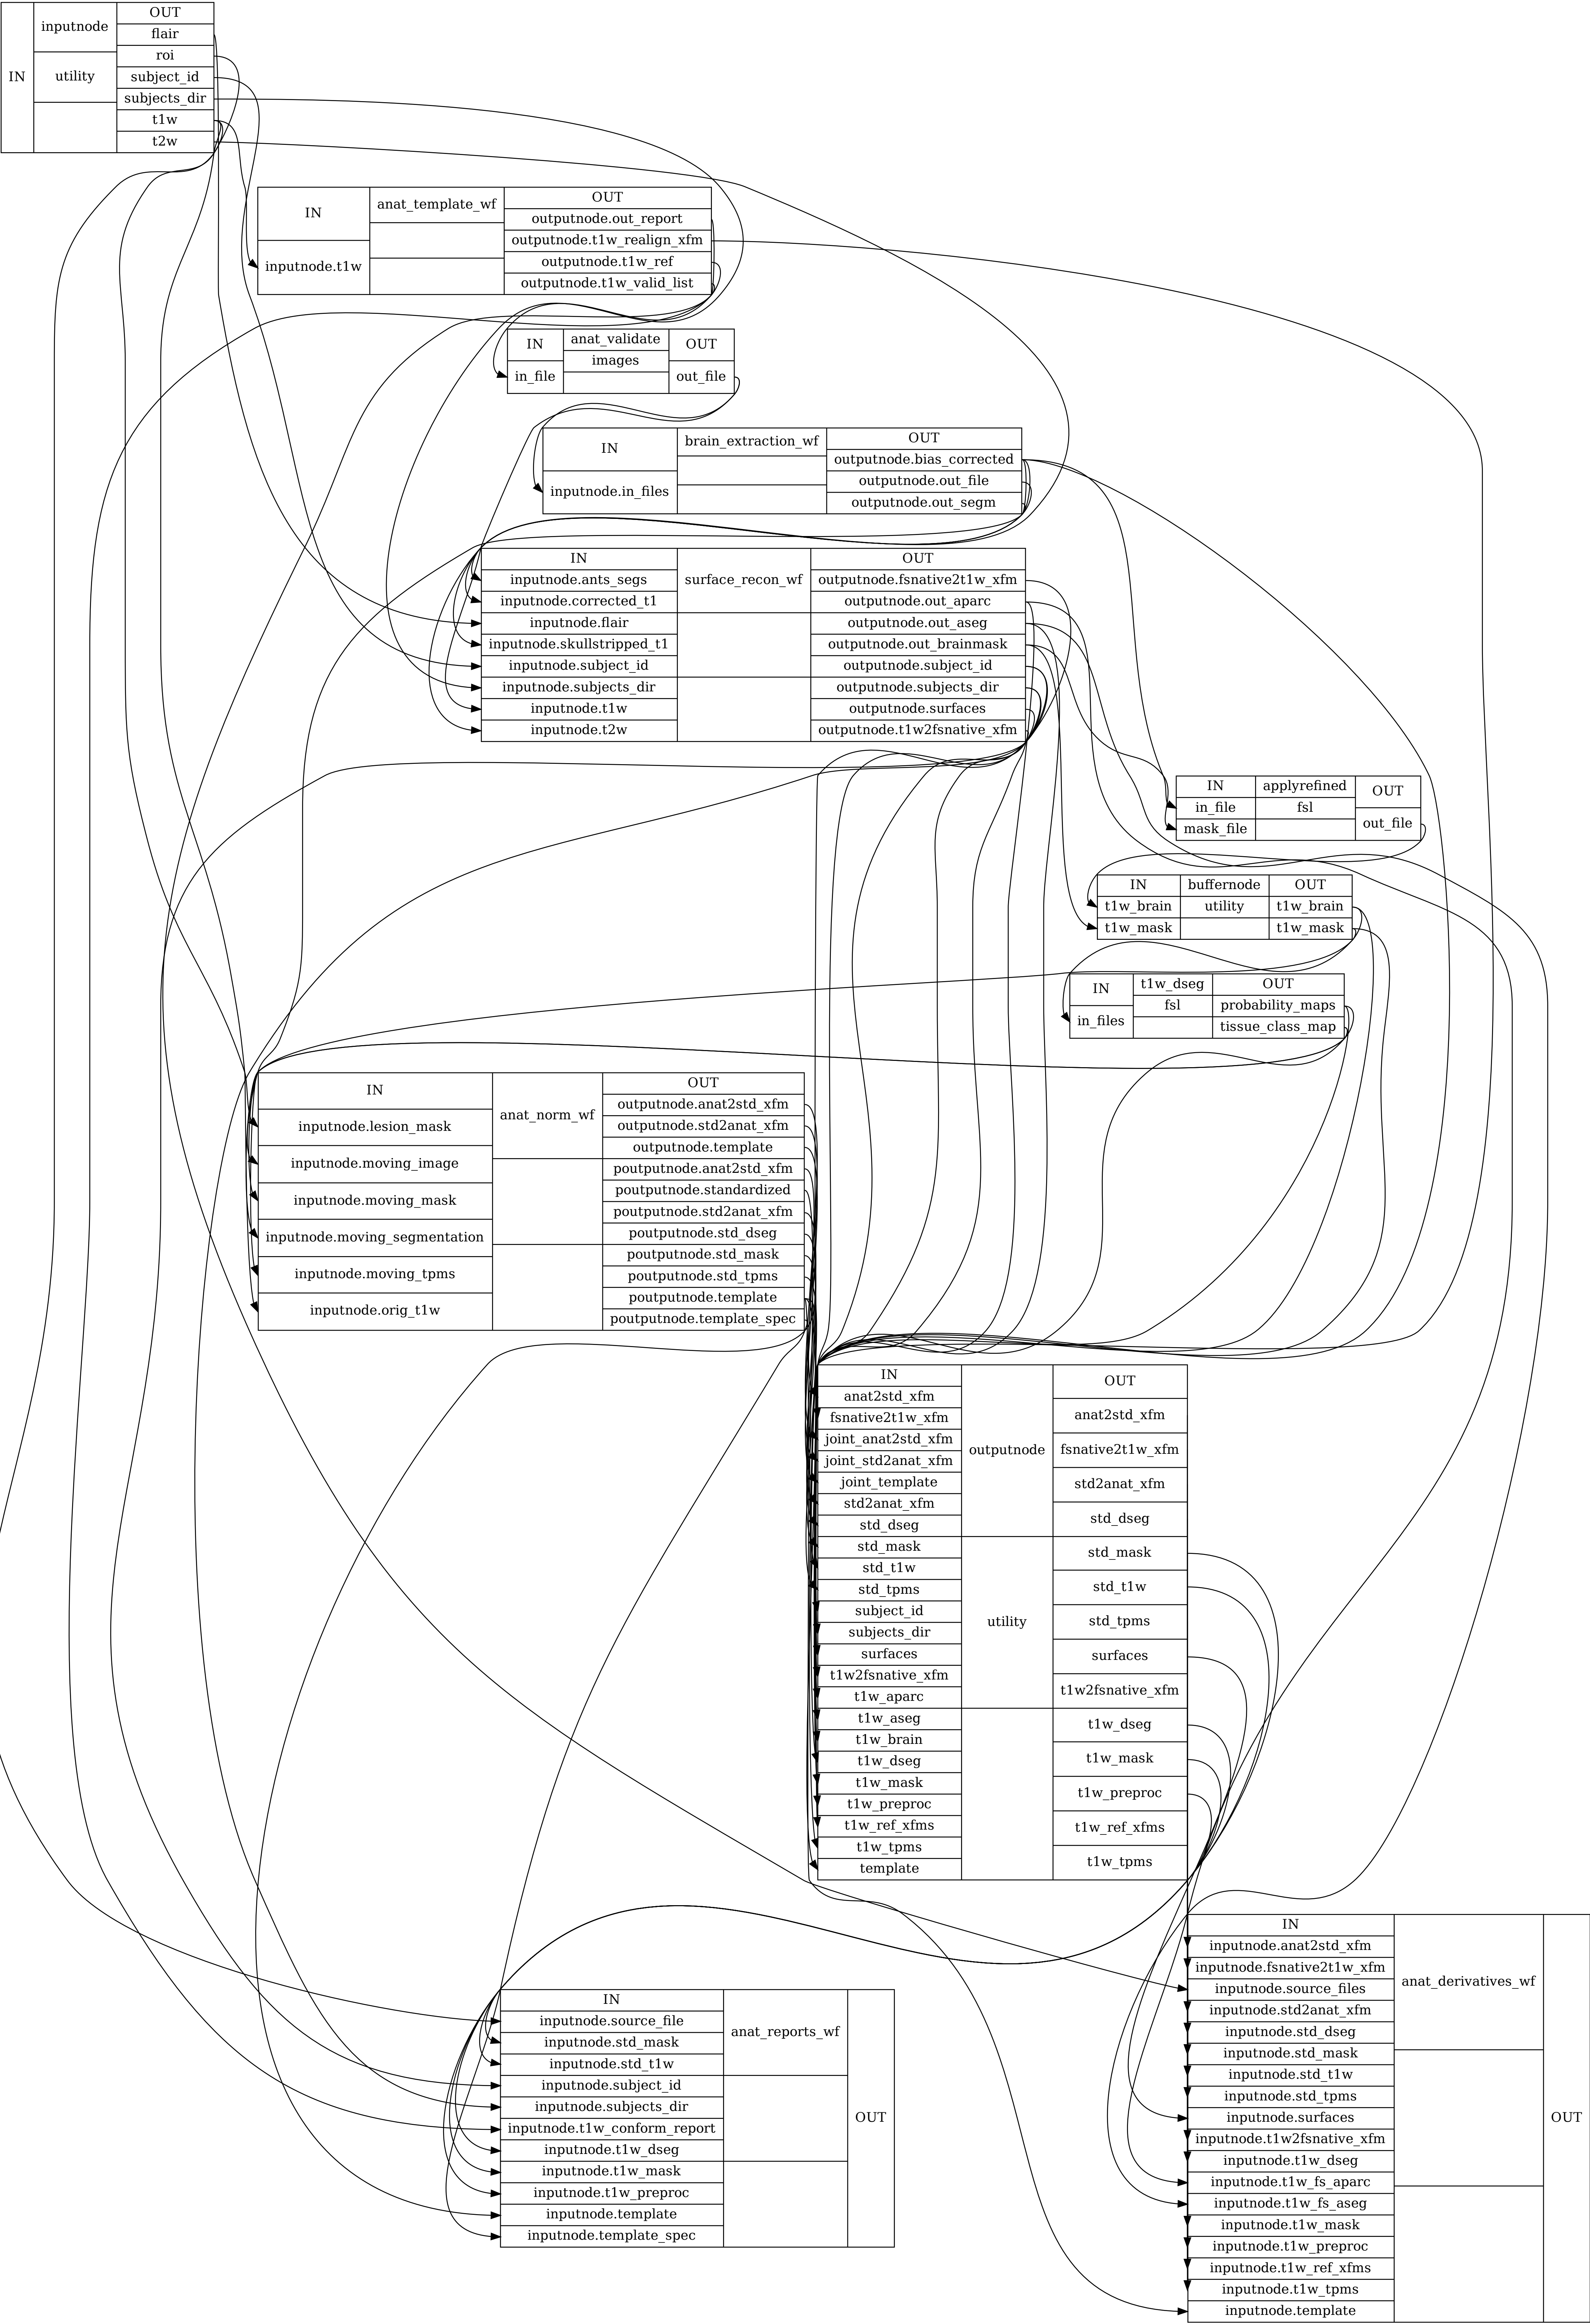 IN
inputnode
utility
OUT
flair
roi
subject_id
subjects_dir
t1w
t2w
IN
inputnode.t1w
anat_template_wf
OUT
outputnode.out_report
outputnode.t1w_realign_xfm
outputnode.t1w_ref
outputnode.t1w_valid_list
IN
in_file
anat_validate
images
OUT
out_file
IN
inputnode.in_files
brain_extraction_wf
OUT
outputnode.bias_corrected
outputnode.out_file
outputnode.out_segm
IN
inputnode.ants_segs
inputnode.corrected_t1
inputnode.flair
inputnode.skullstripped_t1
inputnode.subject_id
inputnode.subjects_dir
inputnode.t1w
inputnode.t2w
surface_recon_wf
OUT
outputnode.fsnative2t1w_xfm
outputnode.out_aparc
outputnode.out_aseg
outputnode.out_brainmask
outputnode.subject_id
outputnode.subjects_dir
outputnode.surfaces
outputnode.t1w2fsnative_xfm
IN
in_file
mask_file
applyrefined
fsl
OUT
out_file
IN
t1w_brain
t1w_mask
buffernode
utility
OUT
t1w_brain
t1w_mask
IN
in_files
t1w_dseg
fsl
OUT
probability_maps
tissue_class_map
IN
inputnode.lesion_mask
inputnode.moving_image
inputnode.moving_mask
inputnode.moving_segmentation
inputnode.moving_tpms
inputnode.orig_t1w
anat_norm_wf
OUT
outputnode.anat2std_xfm
outputnode.std2anat_xfm
outputnode.template
poutputnode.anat2std_xfm
poutputnode.standardized
poutputnode.std2anat_xfm
poutputnode.std_dseg
poutputnode.std_mask
poutputnode.std_tpms
poutputnode.template
poutputnode.template_spec
IN
anat2std_xfm
fsnative2t1w_xfm
joint_anat2std_xfm
joint_std2anat_xfm
joint_template
std2anat_xfm
std_dseg
std_mask
std_t1w
std_tpms
subject_id
subjects_dir
surfaces
t1w2fsnative_xfm
t1w_aparc
t1w_aseg
t1w_brain
t1w_dseg
t1w_mask
t1w_preproc
t1w_ref_xfms
t1w_tpms
template
outputnode
utility
OUT
anat2std_xfm
fsnative2t1w_xfm
std2anat_xfm
std_dseg
std_mask
std_t1w
std_tpms
surfaces
t1w2fsnative_xfm
t1w_dseg
t1w_mask
t1w_preproc
t1w_ref_xfms
t1w_tpms
IN
inputnode.source_file
inputnode.std_mask
inputnode.std_t1w
inputnode.subject_id
inputnode.subjects_dir
inputnode.t1w_conform_report
inputnode.t1w_dseg
inputnode.t1w_mask
inputnode.t1w_preproc
inputnode.template
inputnode.template_spec
anat_reports_wf
OUT
IN
inputnode.anat2std_xfm
inputnode.fsnative2t1w_xfm
inputnode.source_files
inputnode.std2anat_xfm
inputnode.std_dseg
inputnode.std_mask
inputnode.std_t1w
inputnode.std_tpms
inputnode.surfaces
inputnode.t1w2fsnative_xfm
inputnode.t1w_dseg
inputnode.t1w_fs_aparc
inputnode.t1w_fs_aseg
inputnode.t1w_mask
inputnode.t1w_preproc
inputnode.t1w_ref_xfms
inputnode.t1w_tpms
inputnode.template
anat_derivatives_wf
OUT